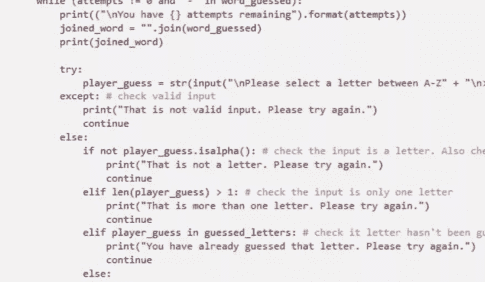 while (attempts != 0 and "-" in word_guessed):
print(("\nYou have {} attempts remaining").format(attempts))
joined_word = "".join(word_guessed)
print(joined_word)
try:
player_guess = str(input("\nPlease select a letter between A-Z" + "\n>
except: # check valid input
print("That is not valid input. Please try again.")
continue
else:
if not player_guess.isalpha(): # check the input is a letter. Also che
print("That is not a letter. Please try again.")
continue
elif len(player_guess) > 1: # check the input is only one letter
print("That is more than one letter. Please try again.")
continue
elif player_guess in guessed_letters: # check it letter hasn't been gu
print("You have already guessed that letter. Please try again.")
continue
else: